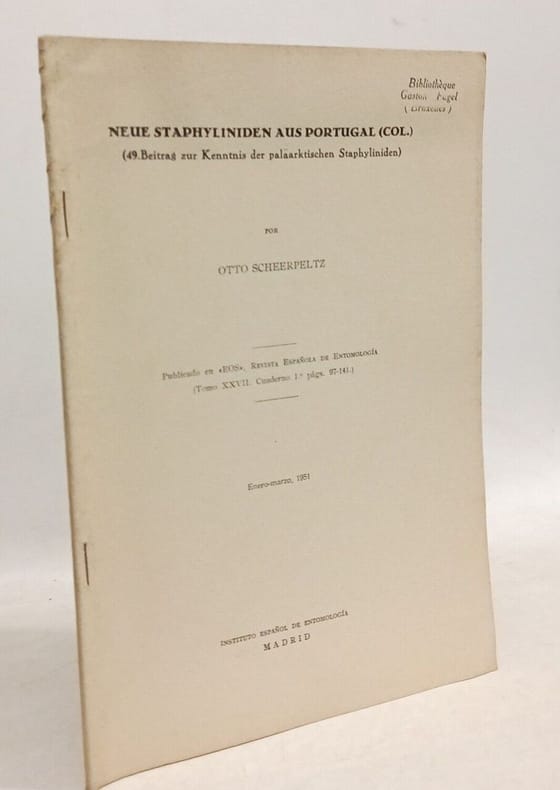 Bibliothèque
Gaston Fagel
( Bruxelles )
NEUE STAPHYLINIDEN AUS PORTUGAL (COL.)
(49.Beitrag zur Kenntnis der paläarktischen Staphyliniden)
POR
OTTO SCHEERPELTZ
Publicado en «EOS», Revista Española de Entomología
(Tomo XXVII. Cuaderno 1.º págs. 97-141.)
Enero-marzo, 1951
INSTITUTO ESPAÑOL DE ENTOMOLOGÍA
MADRID